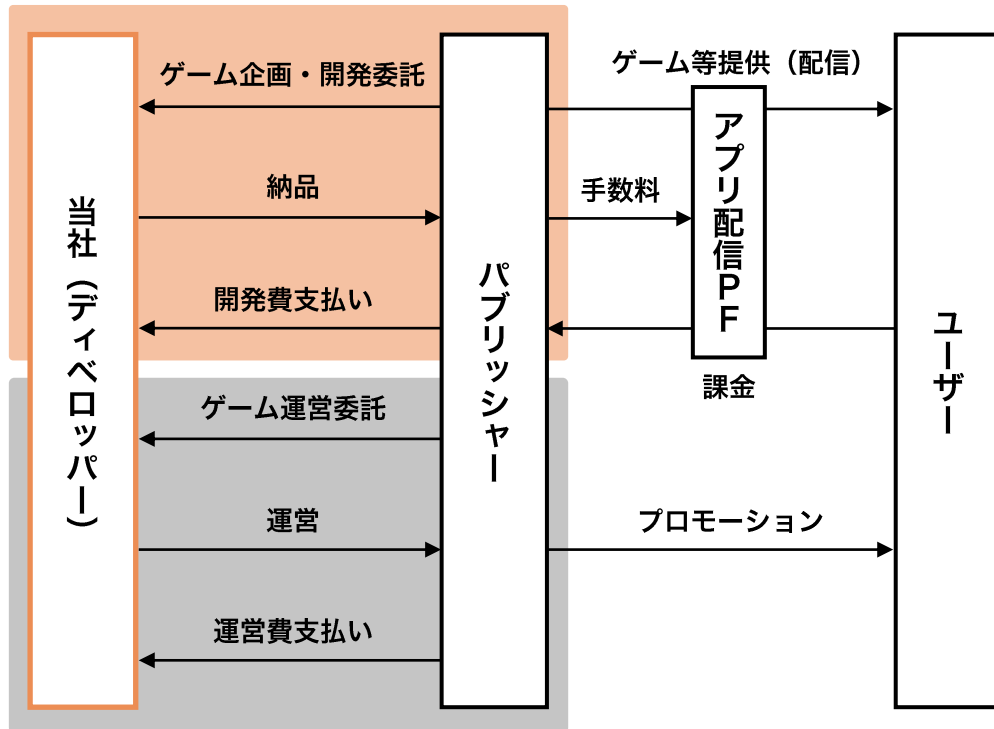 当社（ディベロッパー）
ゲーム企画・開発委託
納品
開発費支払い
ゲーム運営委託
運営
運営費支払い
パブリッシャー
ゲーム等提供（配信）
手数料
アプリ配信PF
課金
プロモーション
ユーザー